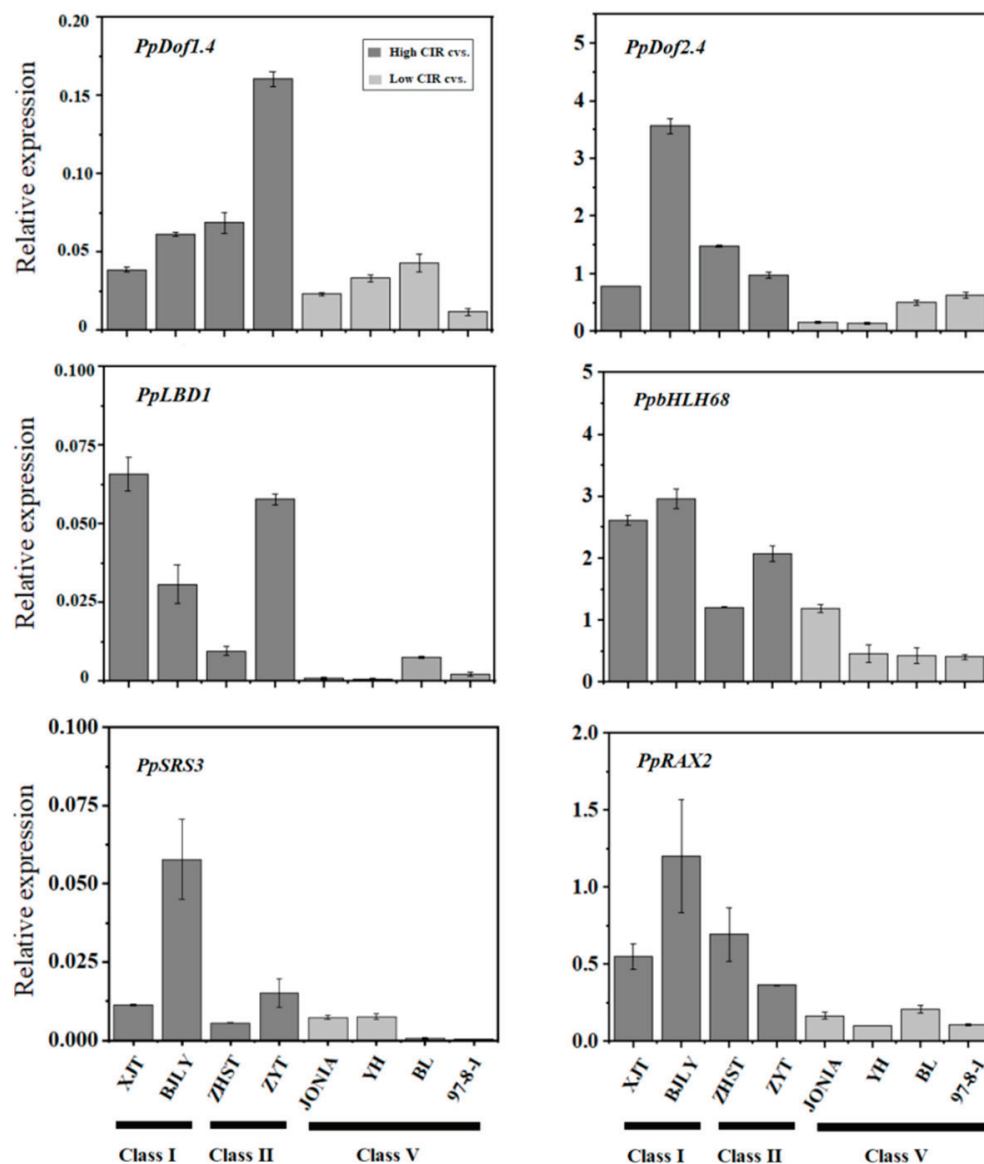 PpDof1.4
High CIR cvs.
Low CIR cvs.
Relative expression
0.20
0.15
0.10
0.05
0
PpDof2.4
5
4
3
2
1
0
PpLBD1
Relative expression
0.100
0.075
0.050
0.025
0
PpbHLH68
5
4
3
2
1
0
PpSRS3
Relative expression
0.100
0.075
0.050
0.025
0.000
PpRAX2
2.0
1.5
1.0
0.5
0.0
XJT
BJLY
ZHST
ZYT
JONIA
YH
BL
97-8-1
Class I
Class II
Class V
XJT
BJLY
ZHST
ZYT
JONIA
YH
BL
97-8-1
Class I
Class II
Class V